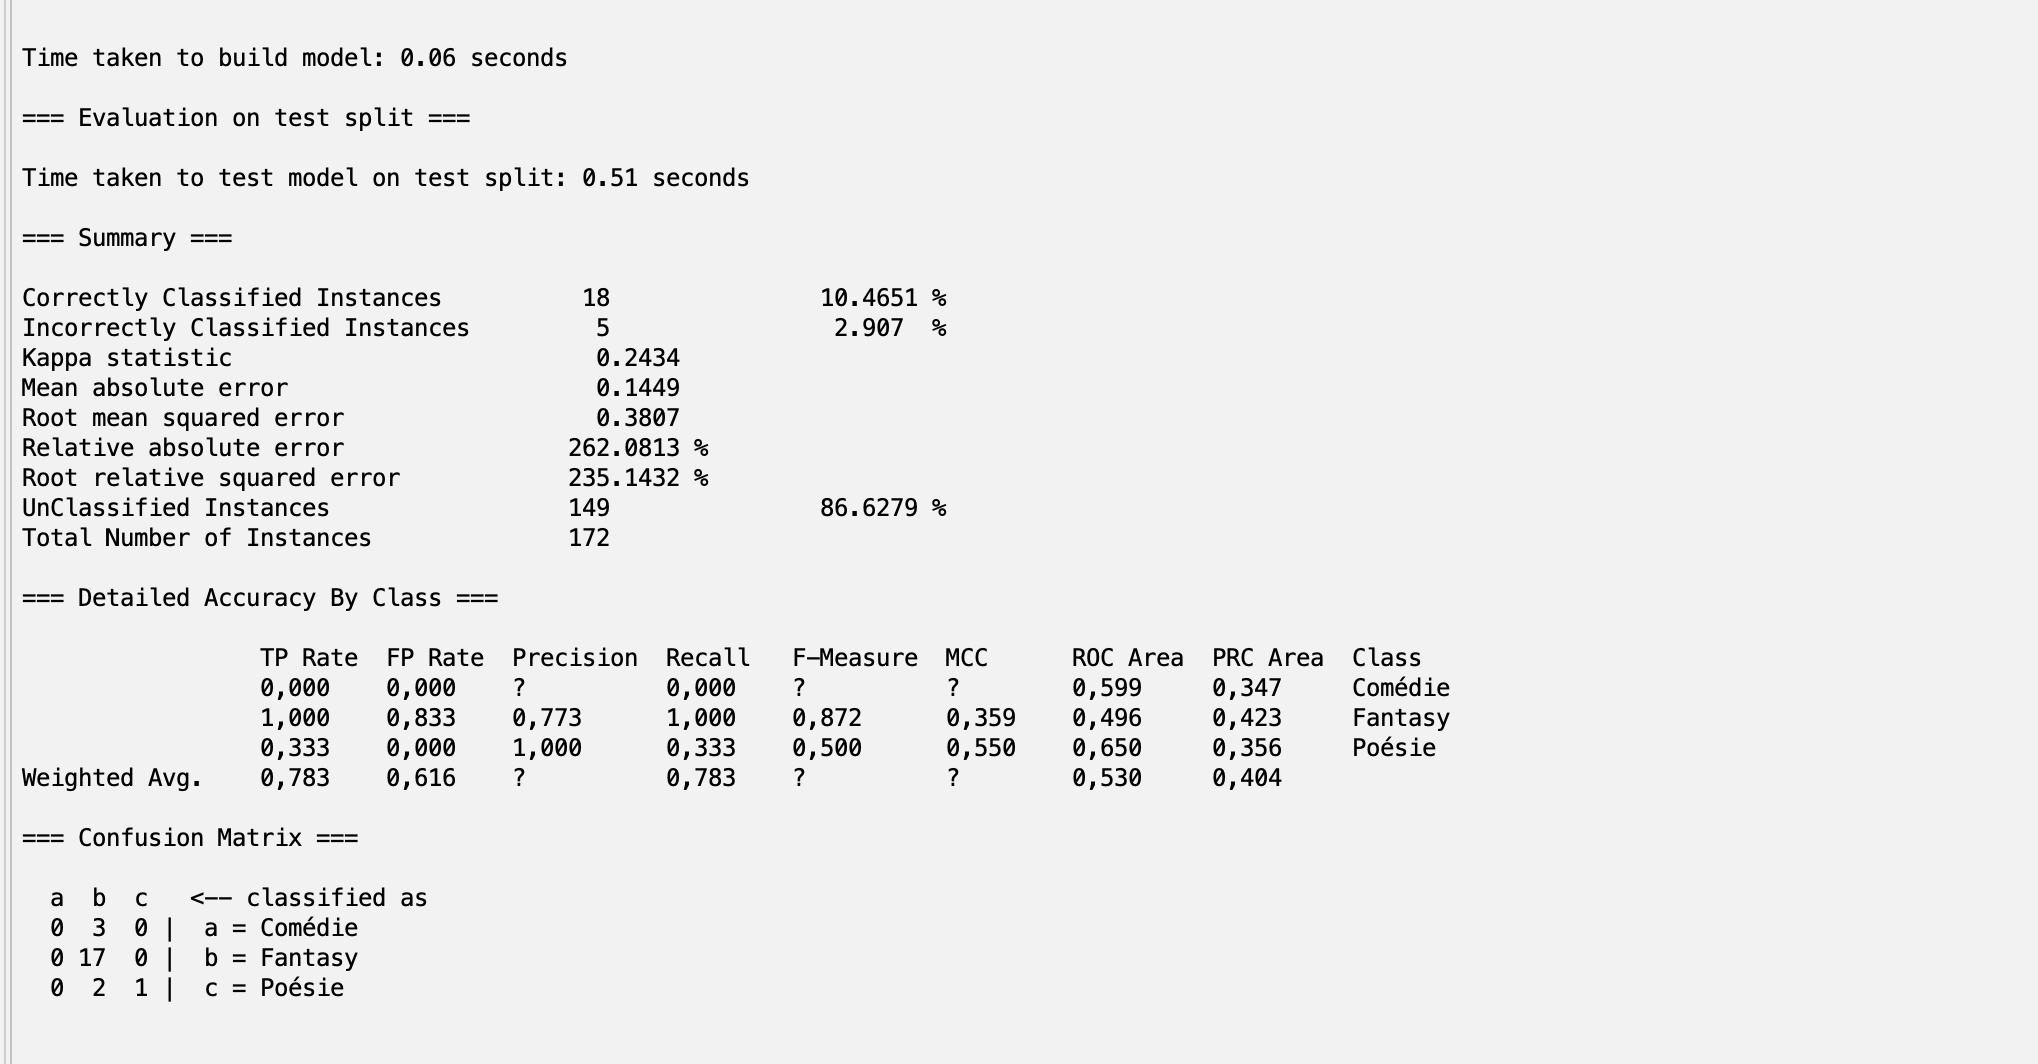 Time taken to build model: 0.06 seconds
=== Evaluation on test split ===
Time taken to test model on test split: 0.51 seconds
=== Summary ===
Correctly Classified Instances          18               10.4651 %
Incorrectly Classified Instances         5                2.907  %
Kappa statistic                          0.2434
Mean absolute error                      0.1449
Root mean squared error                  0.3807
Relative absolute error                262.0813 %
Root relative squared error            235.1432 %
UnClassified Instances                 149               86.6279 %
Total Number of Instances              172
=== Detailed Accuracy By Class ===
                 TP Rate  FP Rate  Precision  Recall   F-Measure  MCC      ROC Area  PRC Area  Class
                 0,000    0,000    ?          0,000    ?          ?        0,599     0,347     Comédie
                 1,000    0,833    0,773      1,000    0,872      0,359    0,496     0,423     Fantasy
                 0,333    0,000    1,000      0,333    0,500      0,550    0,650     0,356     Poésie
Weighted Avg.    0,783    0,616    ?          0,783    ?          ?        0,530     0,404
=== Confusion Matrix ===
  a  b  c   <-- classified as
  0  3  0 |  a = Comédie
  0 17  0 |  b = Fantasy
  0  2  1 |  c = Poésie